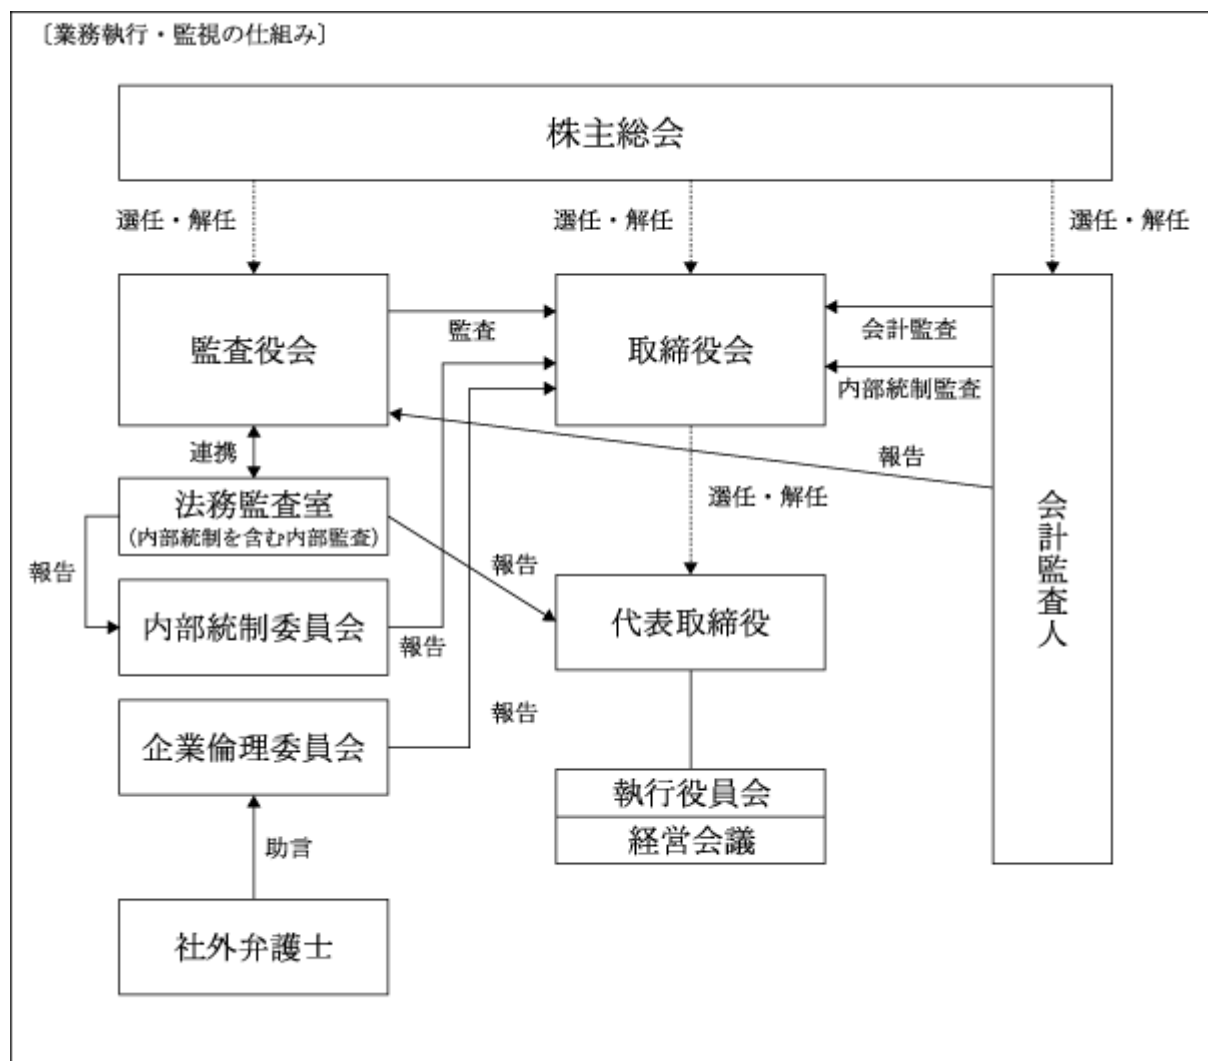 〔業務執行・監視の仕組み〕
株主総会
選任・解任
選任・解任
選任・解任
監査役会
監査
取締役会
会計監査
内部統制監査
連携
報告
法務監査室
(内部統制を含む内部監査)
選任・解任
報告
報告
会計監査人
内部統制委員会
報告
代表取締役
企業倫理委員会
報告
執行役員会
経営会議
助言
社外弁護士